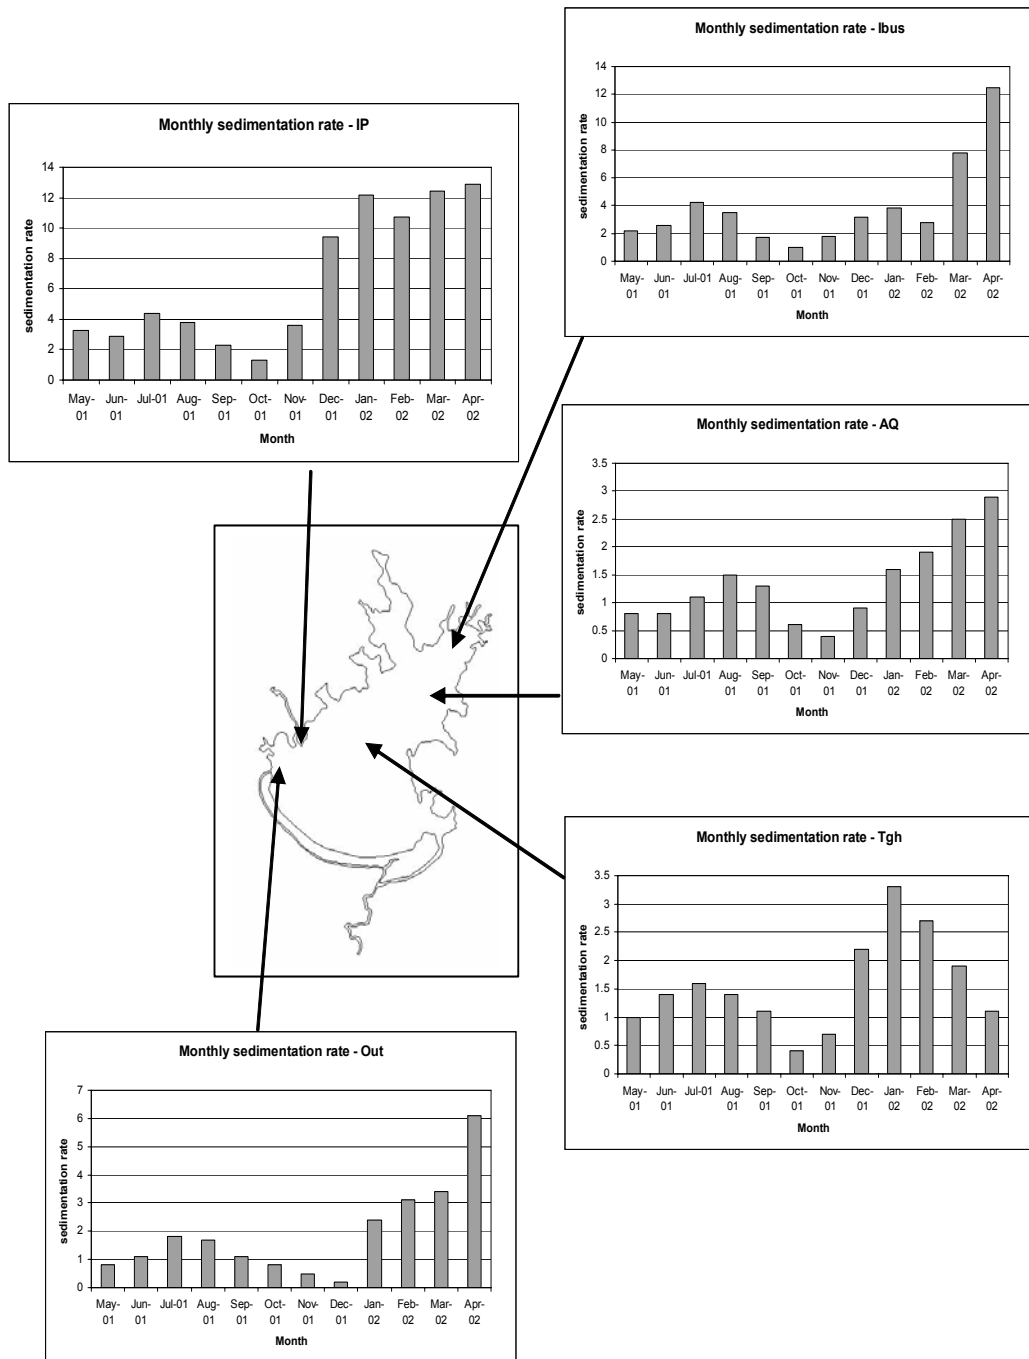 Monthly sedimentation rate - Ibus
sedimentation rate
14
12
10
8
6
4
2
0
May-01 Jun-01 Jul-01 Aug-01 Sep-01 Oct-01 Nov-01 Dec-01 Jan-02 Feb-02 Mar-02 Apr-02
Month
Monthly sedimentation rate - IP
sedimentation rate
14
12
10
8
6
4
2
0
May-01 Jun-01 Jul-01 Aug-01 Sep-01 Oct-01 Nov-01 Dec-01 Jan-02 Feb-02 Mar-02 Apr-02
Month
Monthly sedimentation rate - AQ
sedimentation rate
3.5
3
2.5
2
1.5
1
0.5
0
May-01 Jun-01 Jul-01 Aug-01 Sep-01 Oct-01 Nov-01 Dec-01 Jan-02 Feb-02 Mar-02 Apr-02
Month
Monthly sedimentation rate - Tgh
sedimentation rate
3.5
3
2.5
2
1.5
1
0.5
0
May-01 Jun-01 Jul-01 Aug-01 Sep-01 Oct-01 Nov-01 Dec-01 Jan-02 Feb-02 Mar-02 Apr-02
Month
Monthly sedimentation rate - Out
sedimentation rate
7
6
5
4
3
2
1
0
May-01 Jun-01 Jul-01 Aug-01 Sep-01 Oct-01 Nov-01 Dec-01 Jan-02 Feb-02 Mar-02 Apr-02
Month